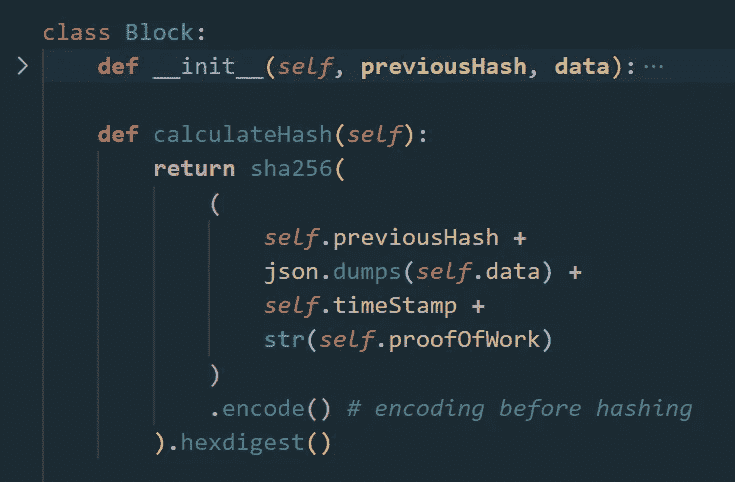 class Block:
    def __init__(self, previousHash, data):⋯
    def calculateHash(self):
        return sha256(
            (
                self.previousHash +
                json.dumps(self.data) +
                self.timeStamp +
                str(self.proofOfWork)
            )
            .encode() # encoding before hashing
        ).hexdigest()